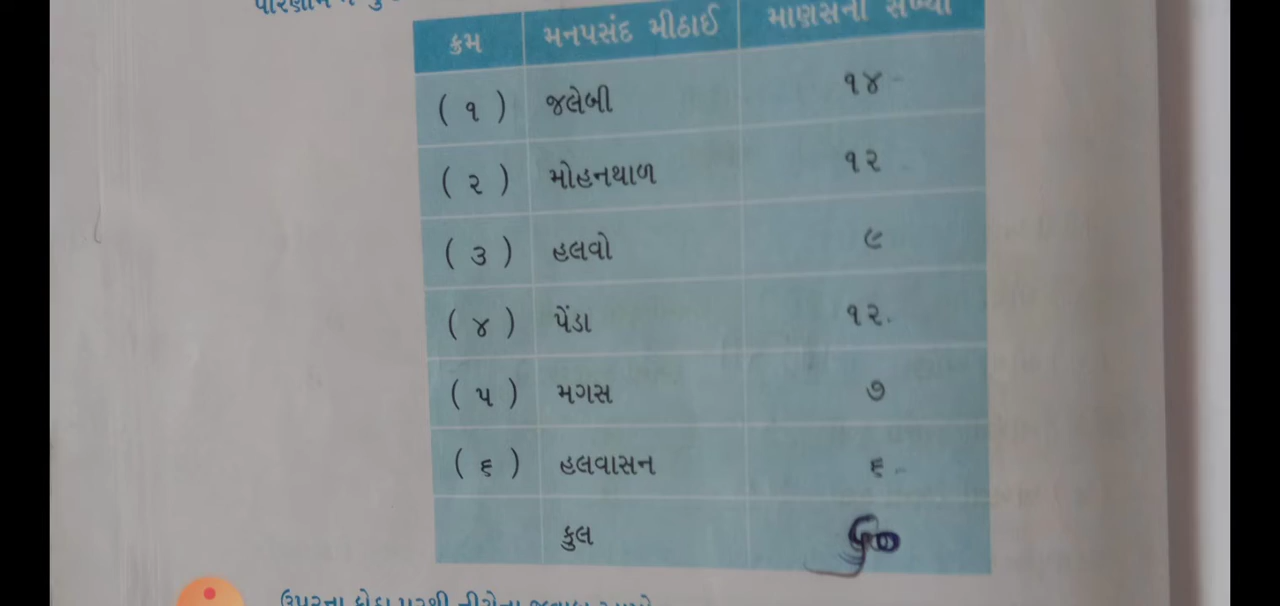 ક્રમ મનપસંદ મીઠાઈ માણસની સંખ્યા
( ૧ ) જલેબી ૧૪
( ૨ ) મોહનથાળ ૧૨
( ૩ ) હલવો ૯
( ૪ ) પેંડા ૧૨
( ૫ ) મગસ ૭
( ૬ ) હલવાસન ૬
કુલ